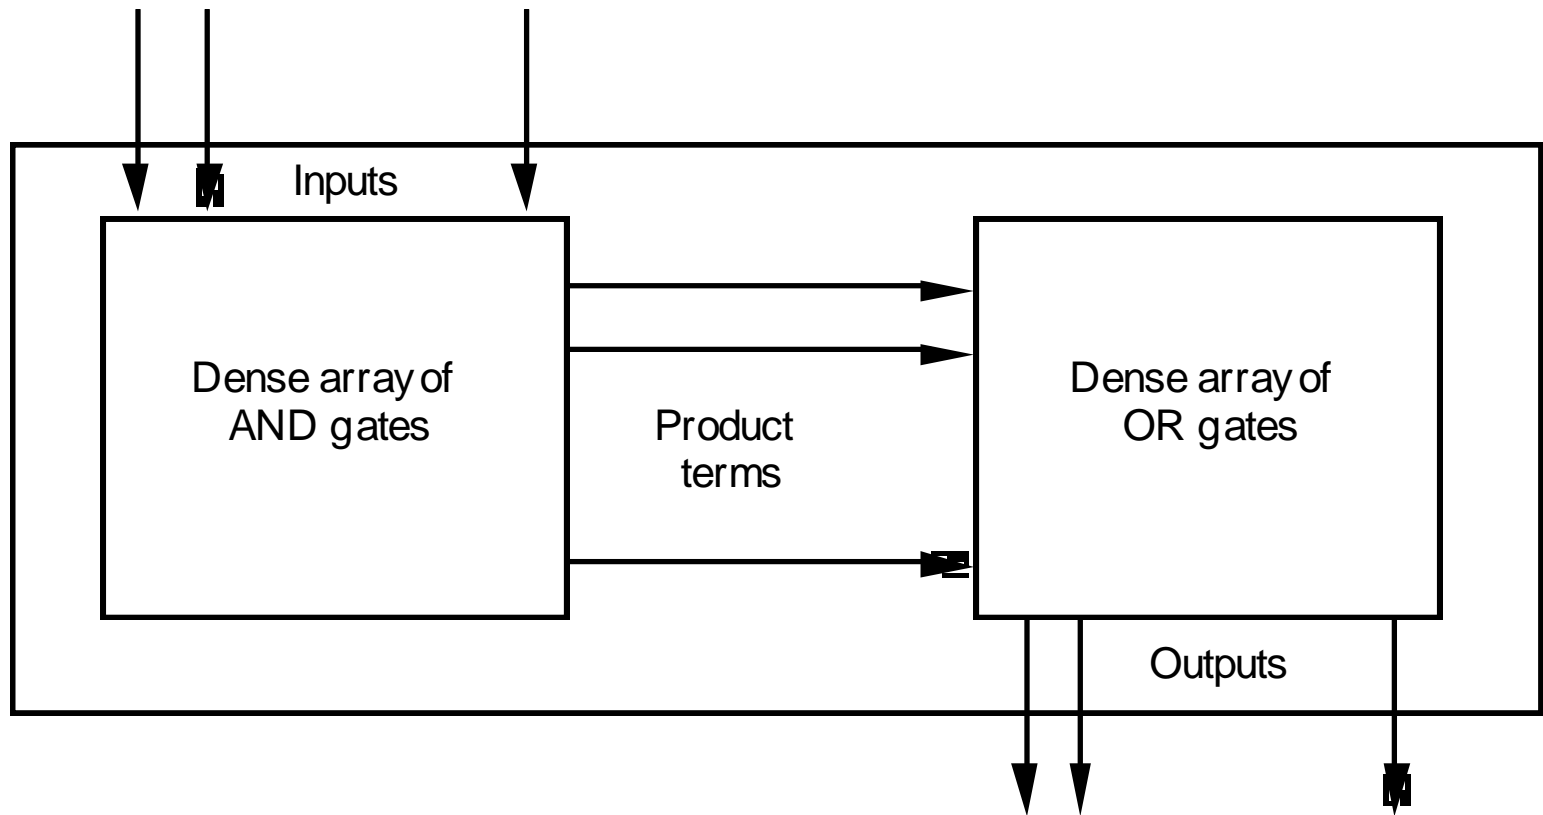 Inputs
Dense array of
AND gates
Product
terms
Dense array of
OR gates
Outputs